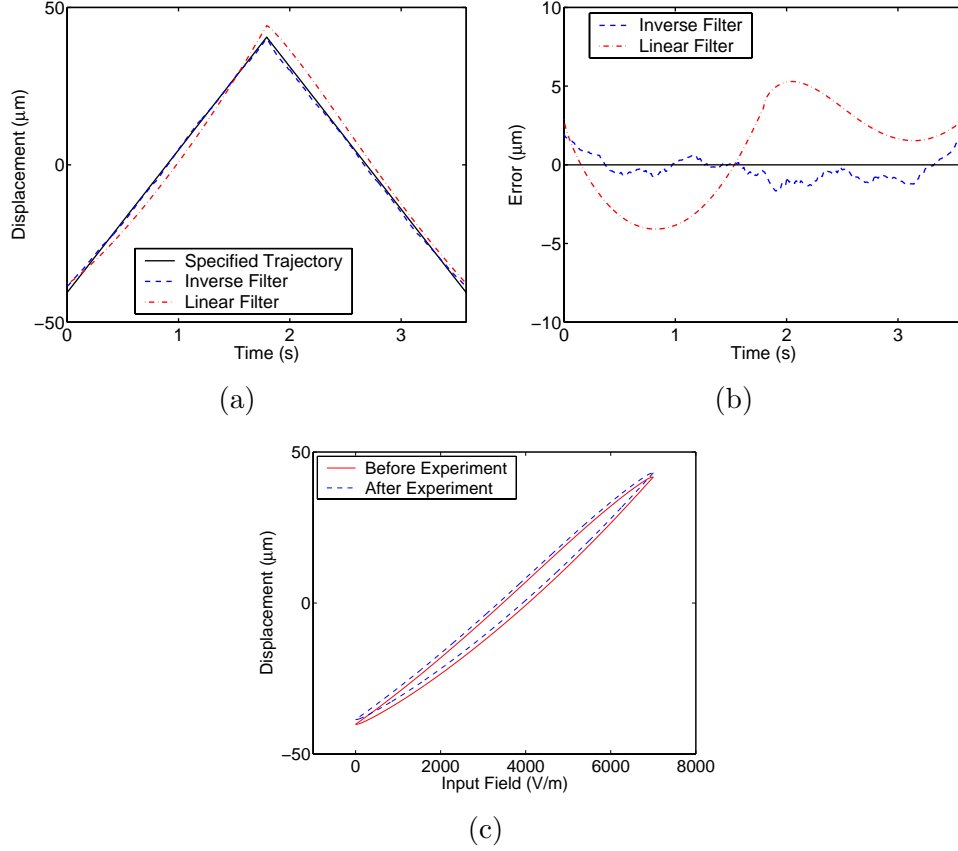 (a)
50
0
−50
Displacement (μm)
0
1
2
3
Time (s)
Specified Trajectory
Inverse Filter
Linear Filter
(b)
10
5
0
−5
−10
Error (μm)
0
1
2
3
Time (s)
Inverse Filter
Linear Filter
(a)
(b)
50
0
−50
Displacement (μm)
Before Experiment
After Experiment
0
2000
4000
6000
8000
Input Field (V/m)
(c)